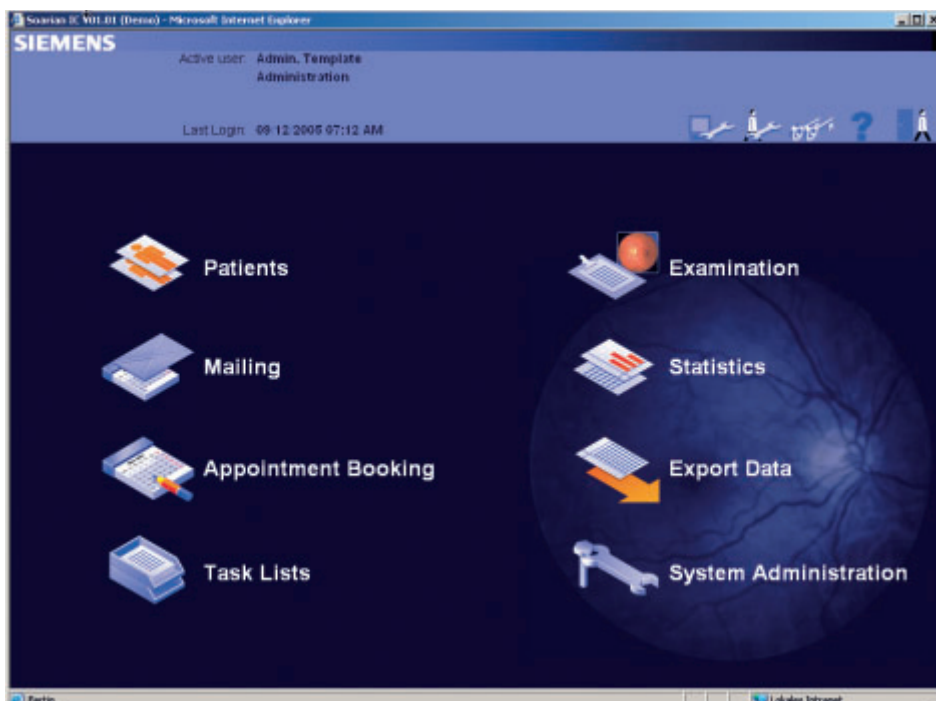 Soarian IC V01.01 (Demo) - Microsoft Internet Explorer
SIEMENS
Active user: Admin, Template
Administration
Last Login: 09-12-2005 07:12 AM
?
Patients
Examination
Mailing
Statistics
Appointment Booking
Export Data
Task Lists
System Administration
Fertig
Lokales Intranet